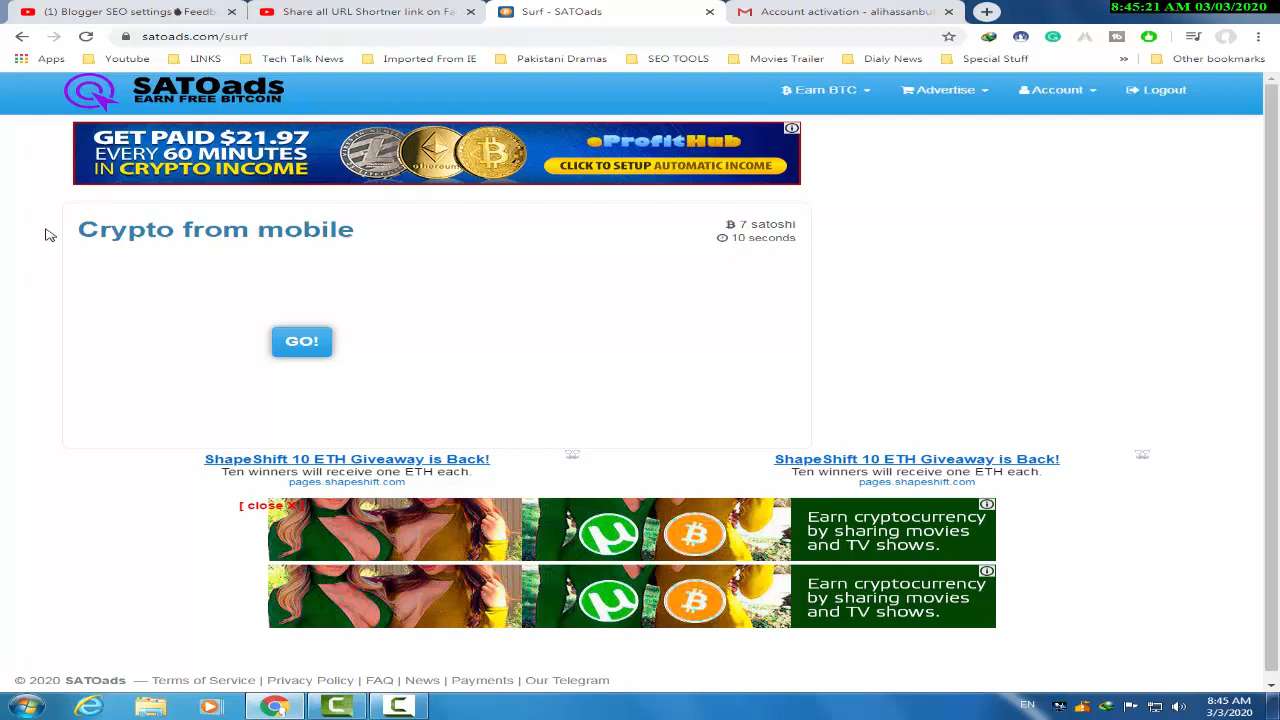 8:45:21 AM 03/03/2020
(1) Blogger SEO settings Feedb
Share all URL Shortner link on Fa
Surf - SATOads
Account activation - alihassanbu
satoads.com/surf
Apps Youtube LINKS Tech Talk News Imported From IE Pakistani Dramas SEO TOOLS Movies Trailer Dialy News Special Stuff » Other bookmarks
SATOads
EARN FREE BITCOIN
Earn BTC Advertise Account Logout
GET PAID $21.97
EVERY 60 MINUTES
IN CRYPTO INCOME
ethereum
eProfitHub
CLICK TO SETUP AUTOMATIC INCOME
Crypto from mobile
7 satoshi
10 seconds
GO!
ShapeShift 10 ETH Giveaway is Back!
Ten winners will receive one ETH each.
pages.shapeshift.com
ShapeShift 10 ETH Giveaway is Back!
Ten winners will receive one ETH each.
pages.shapeshift.com
[ close X ]
Earn cryptocurrency
by sharing movies
and TV shows.
Earn cryptocurrency
by sharing movies
and TV shows.
© 2020 SATOads — Terms of Service | Privacy Policy | FAQ | News | Payments | Our Telegram
EN
8:45 AM
3/3/2020